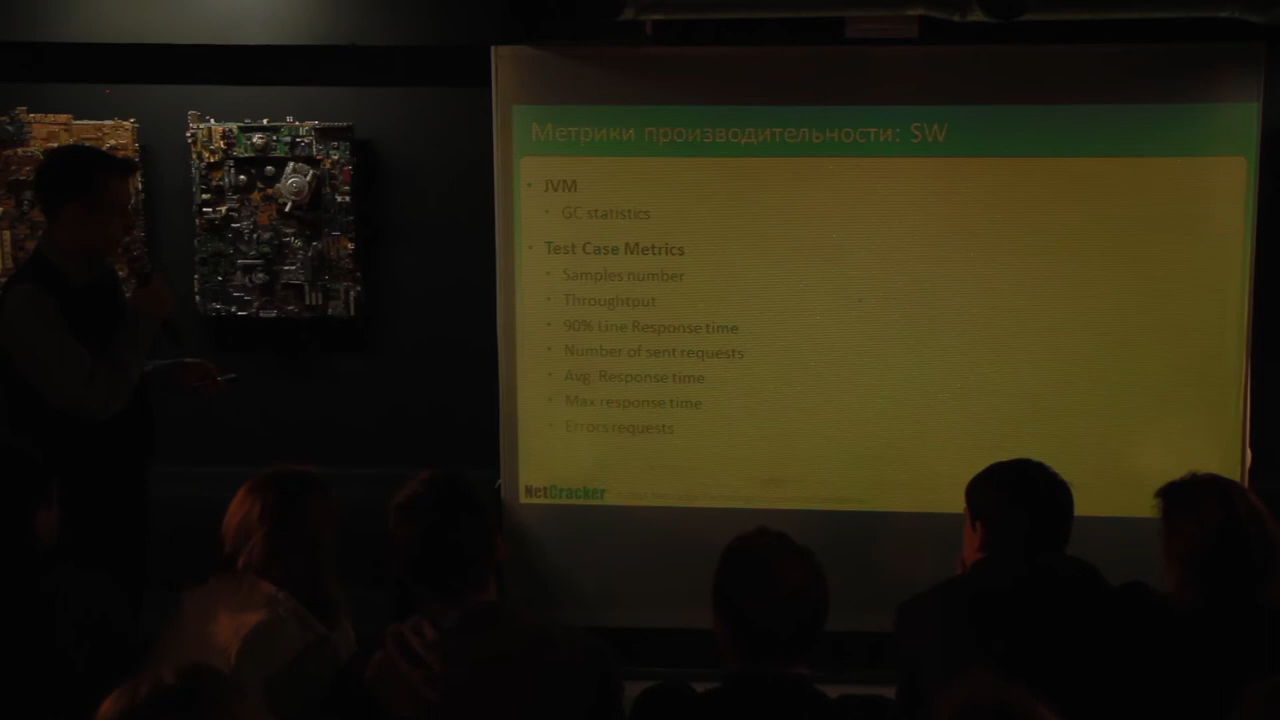 Метрики производительности: SW
• JVM
• GC statistics
• Test Case Metrics
• Samples number
• Throughtput
• 90% Line Response time
• Number of sent requests
• Avg. Response time
• Max response time
• Errors requests
NetCracker